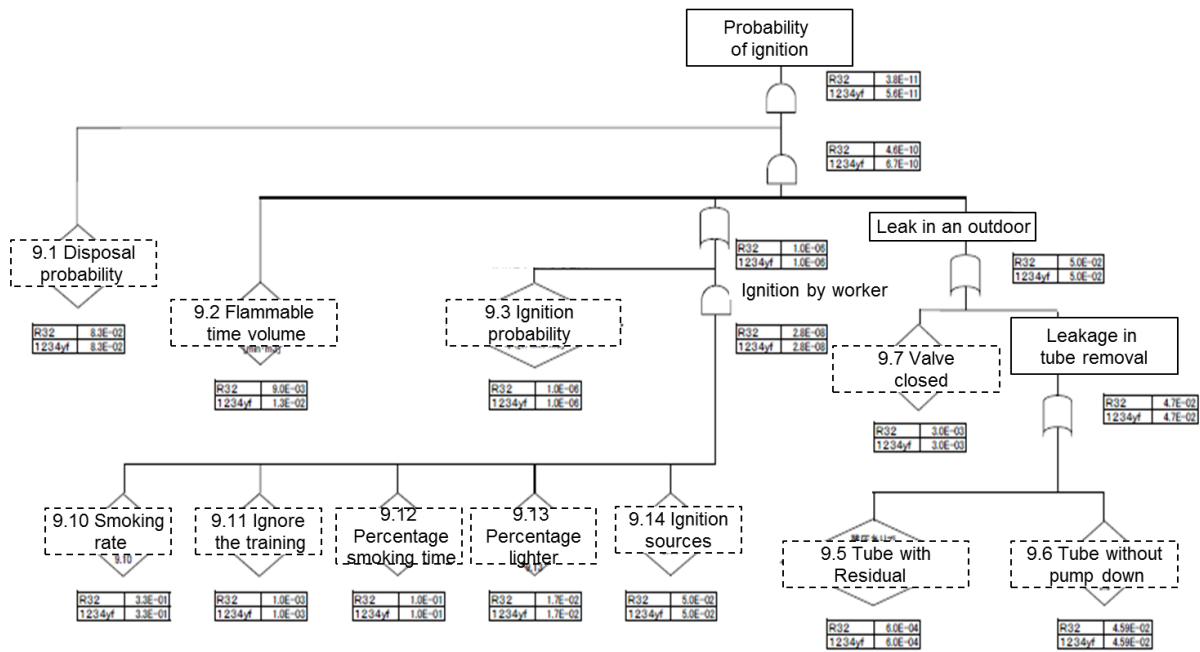 Probability
of ignition
R32 3.8E-11
1234yf 5.6E-11
R32 4.6E-10
1234yf 6.7E-10
Leak in an outdoor
R32 1.0E-06
1234yf 1.0E-06
R32 5.0E-02
1234yf 5.0E-02
9.1 Disposal
probability
Ignition by worker
9.2 Flammable
time volume
9.3 Ignition
probability
R32 8.3E-02
1234yf 8.3E-02
R32 2.8E-08
1234yf 2.8E-08
Leakage in
tube removal
9.7 Valve
closed
R32 9.0E-03
1234yf 1.3E-02
R32 1.0E-06
1234yf 1.0E-06
R32 4.7E-02
1234yf 4.7E-02
R32 3.0E-03
1234yf 3.0E-03
9.10 Smoking
rate
9.10
9.11 Ignore
the training
9.12
Percentage
smoking time
9.13
Percentage
lighter
9.14 Ignition
sources
9.5 Tube with
Residual
9.6 Tube without
pump down
R32 3.3E-01
1234yf 3.3E-01
R32 1.0E-03
1234yf 1.0E-03
R32 1.0E-01
1234yf 1.0E-01
R32 1.7E-02
1234yf 1.7E-02
R32 5.0E-02
1234yf 5.0E-02
R32 6.0E-04
1234yf 6.0E-04
R32 4.59E-02
1234yf 4.59E-02